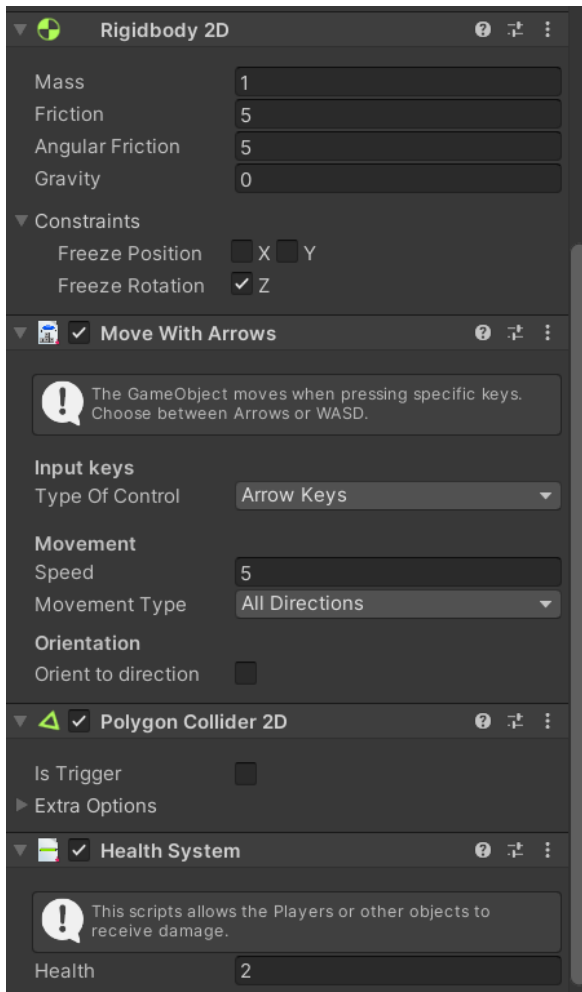 Rigidbody 2D
Mass 1
Friction 5
Angular Friction 5
Gravity 0
Constraints
Freeze Position X Y
Freeze Rotation Z
Move With Arrows
The GameObject moves when pressing specific keys.
Choose between Arrows or WASD.
Input keys
Type Of Control Arrow Keys
Movement
Speed 5
Movement Type All Directions
Orientation
Orient to direction
Polygon Collider 2D
Is Trigger
Extra Options
Health System
This scripts allows the Players or other objects to
receive damage.
Health 2